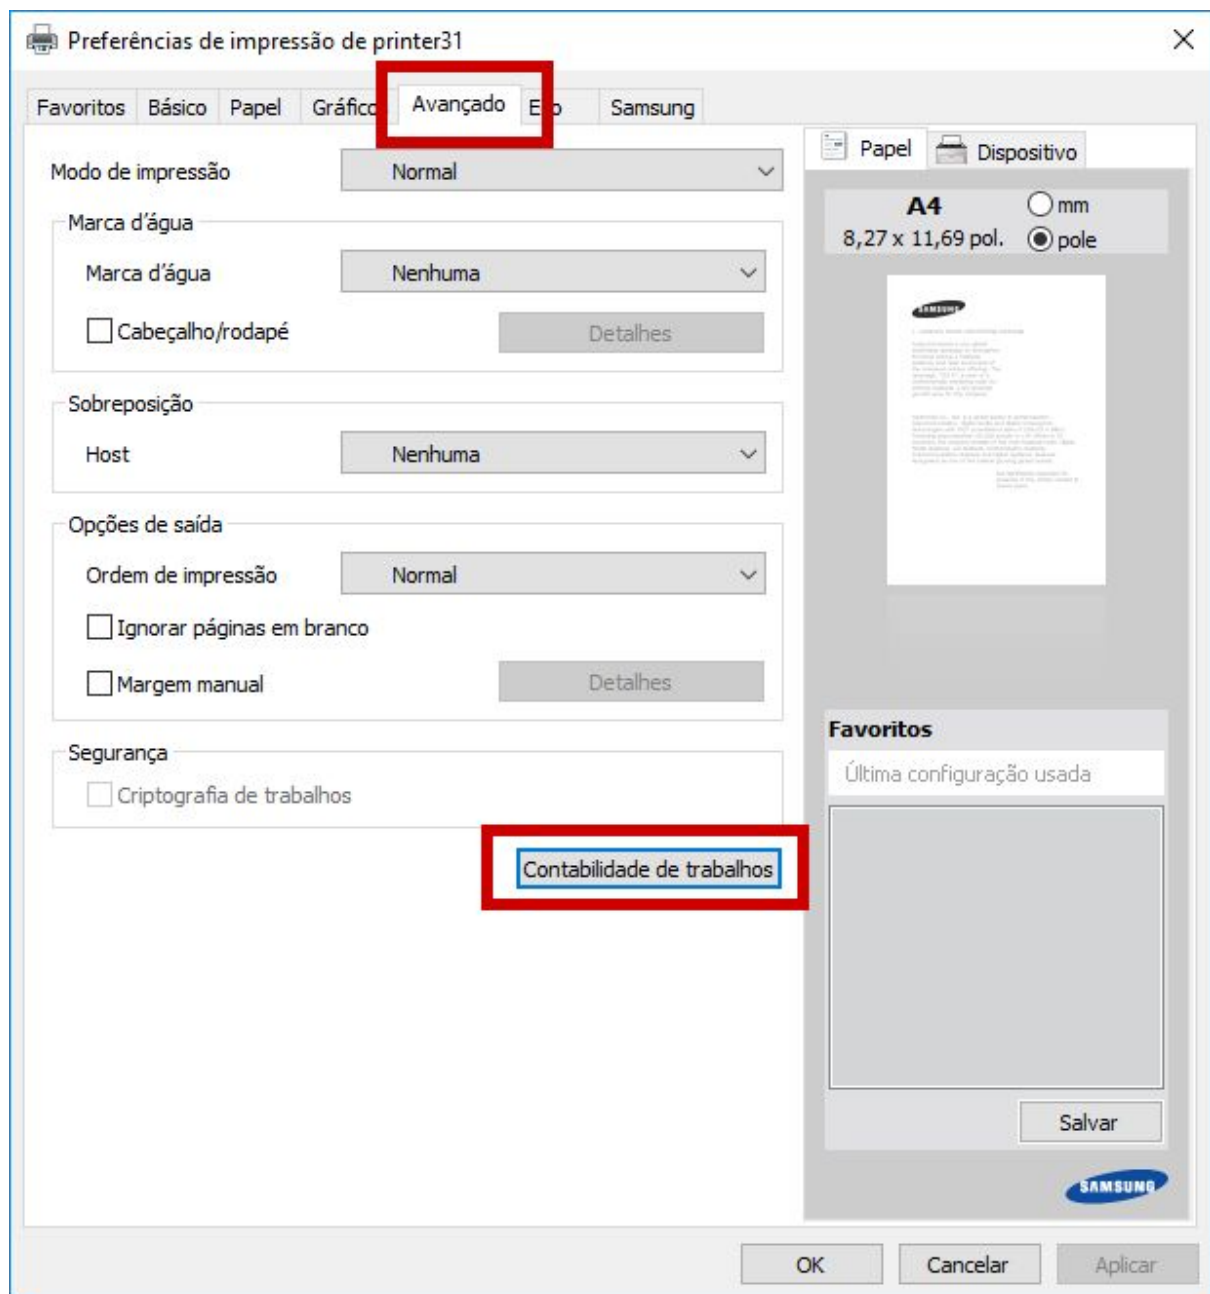 Preferências de impressão de printer31
Favoritos Básico Papel Gráfico Avançado Samsung
Modo de impressão Normal
Marca d'água
Marca d'água Nenhuma
Cabeçalho/rodapé Detalhes
Sobreposição
Host Nenhuma
Opções de saída
Ordem de impressão Normal
Ignorar páginas em branco
Margem manual Detalhes
Segurança
Criptografia de trabalhos
Contabilidade de trabalhos
Papel Dispositivo
A4 mm
8,27 x 11,69 pol. pole
SAMSUNG
Favoritos
Última configuração usada
Salvar
SAMSUNG
OK Cancelar Aplicar